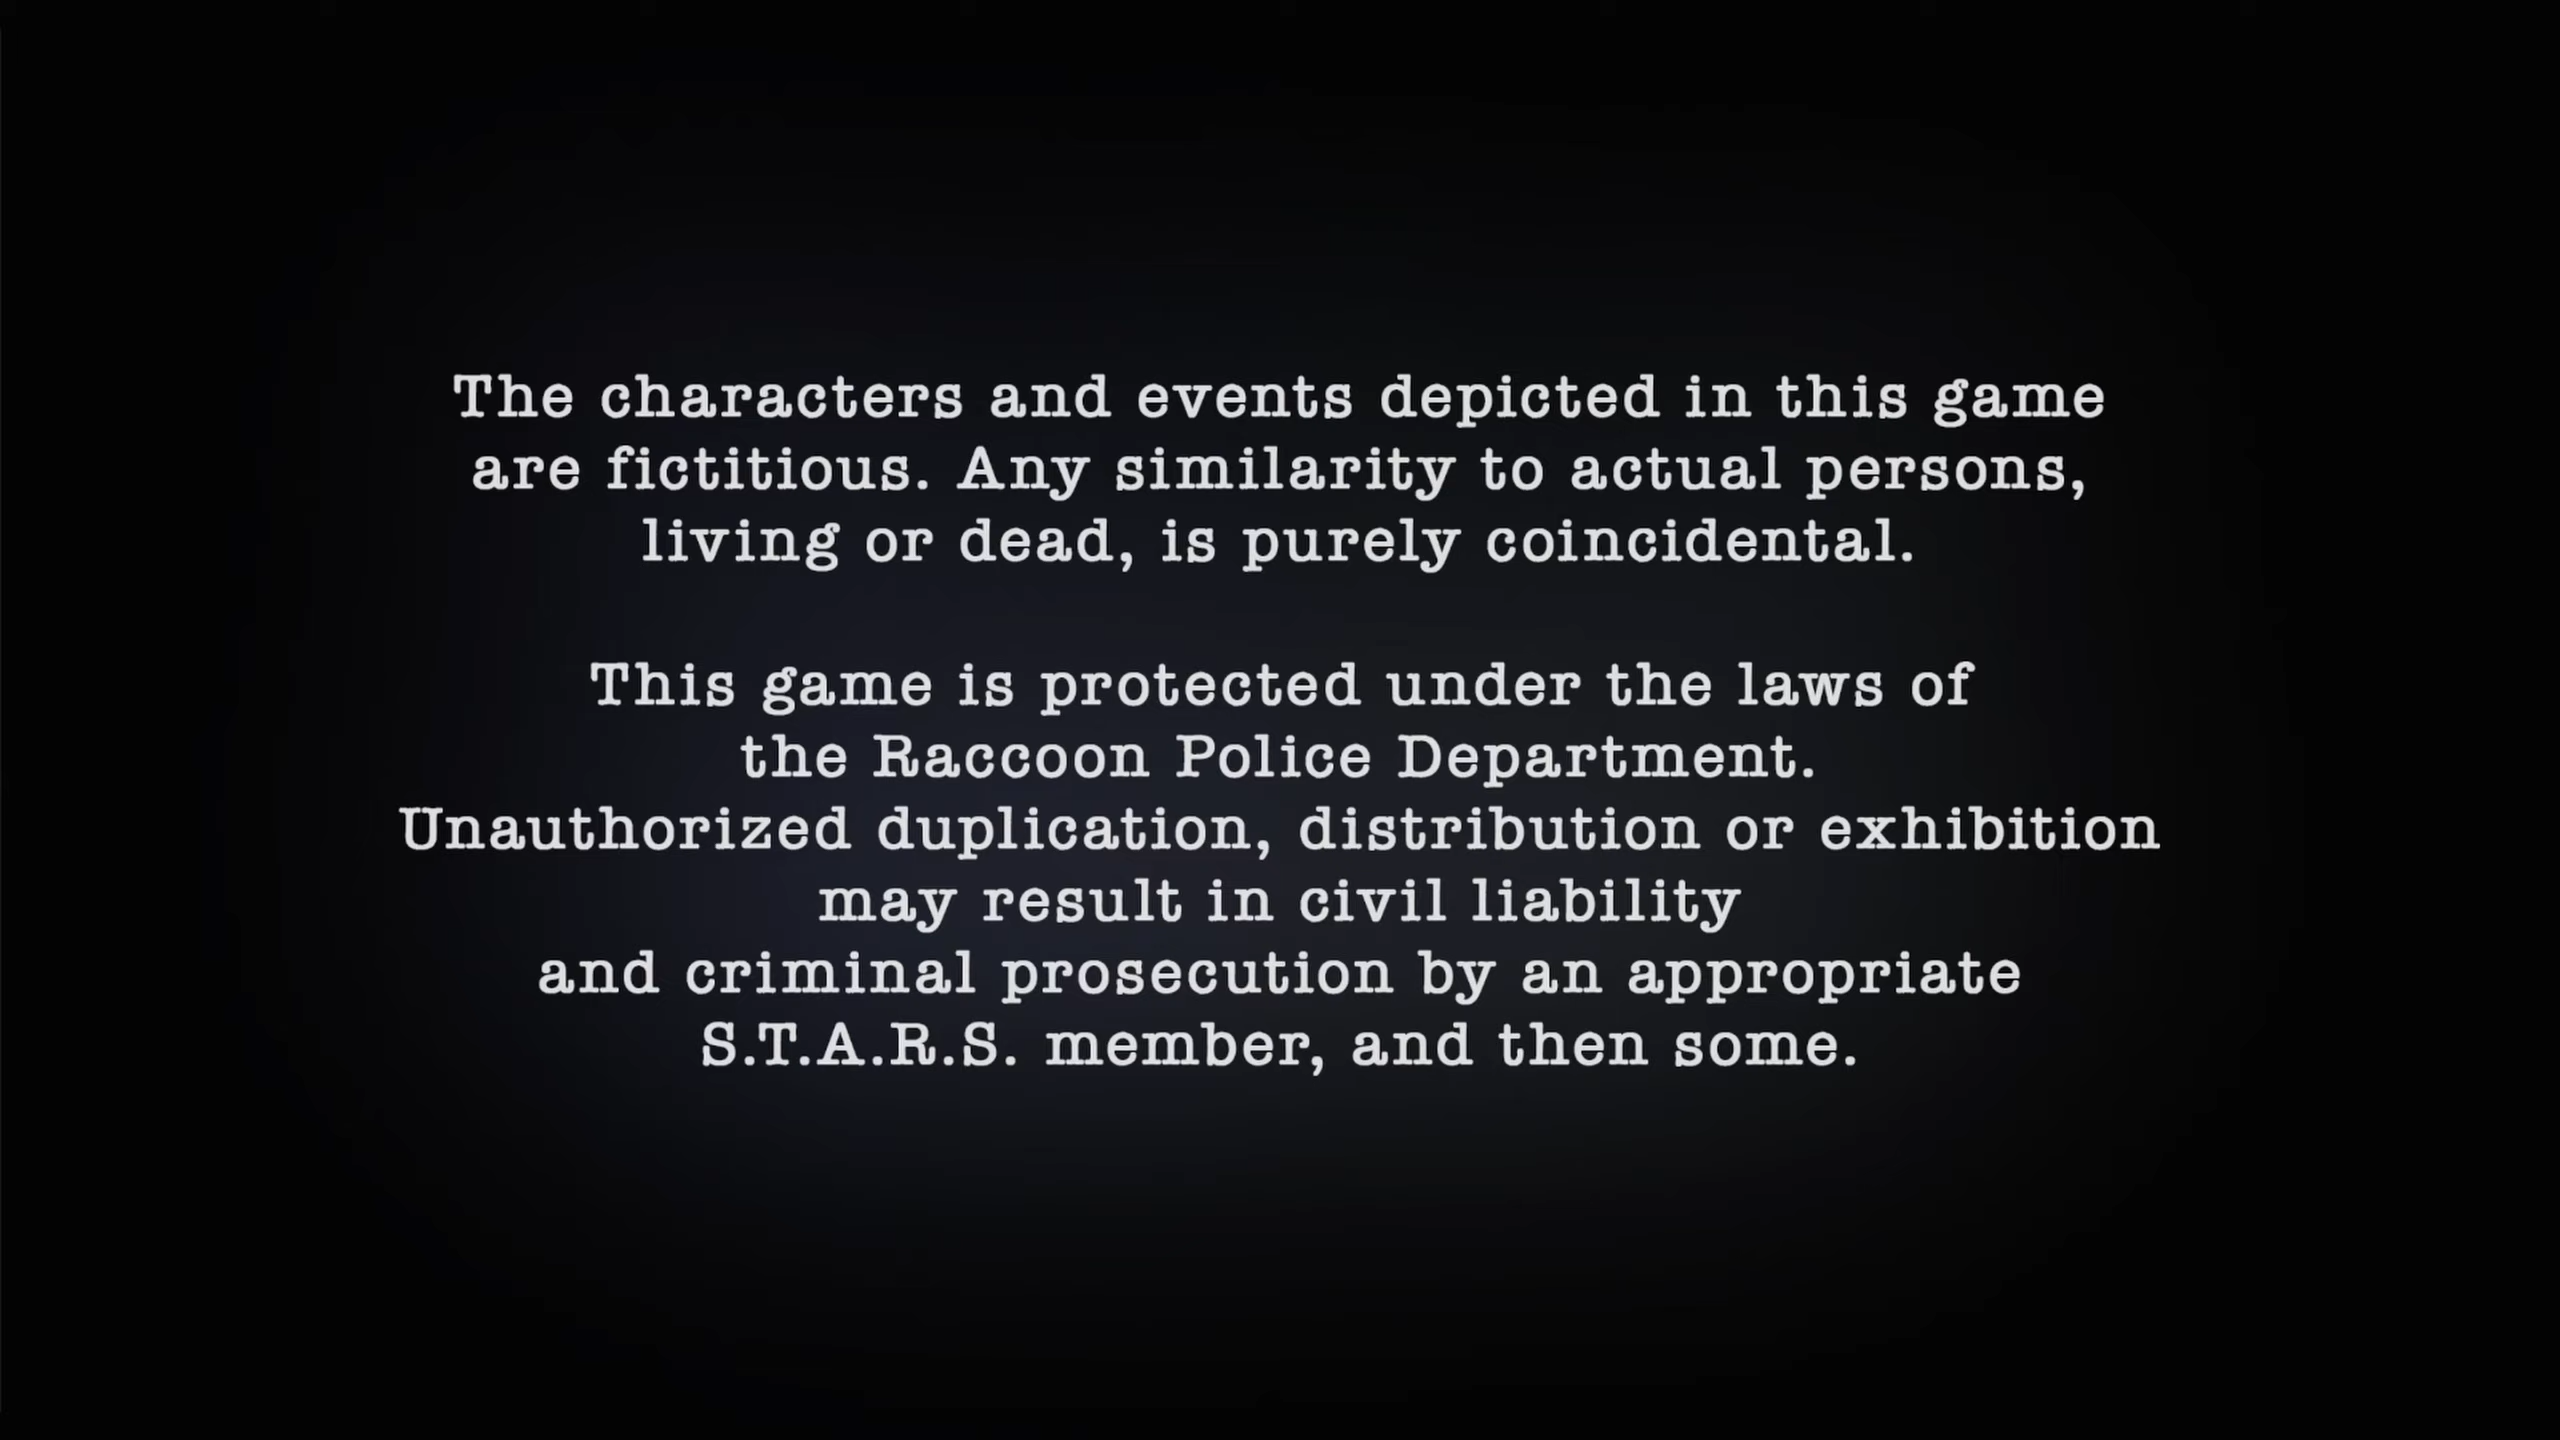 The characters and events depicted in this game
are fictitious. Any similarity to actual persons,
living or dead, is purely coincidental.
This game is protected under the laws of
the Raccoon Police Department.
Unauthorized duplication, distribution or exhibition
may result in civil liability
and criminal prosecution by an appropriate
S.T.A.R.S. member, and then some.